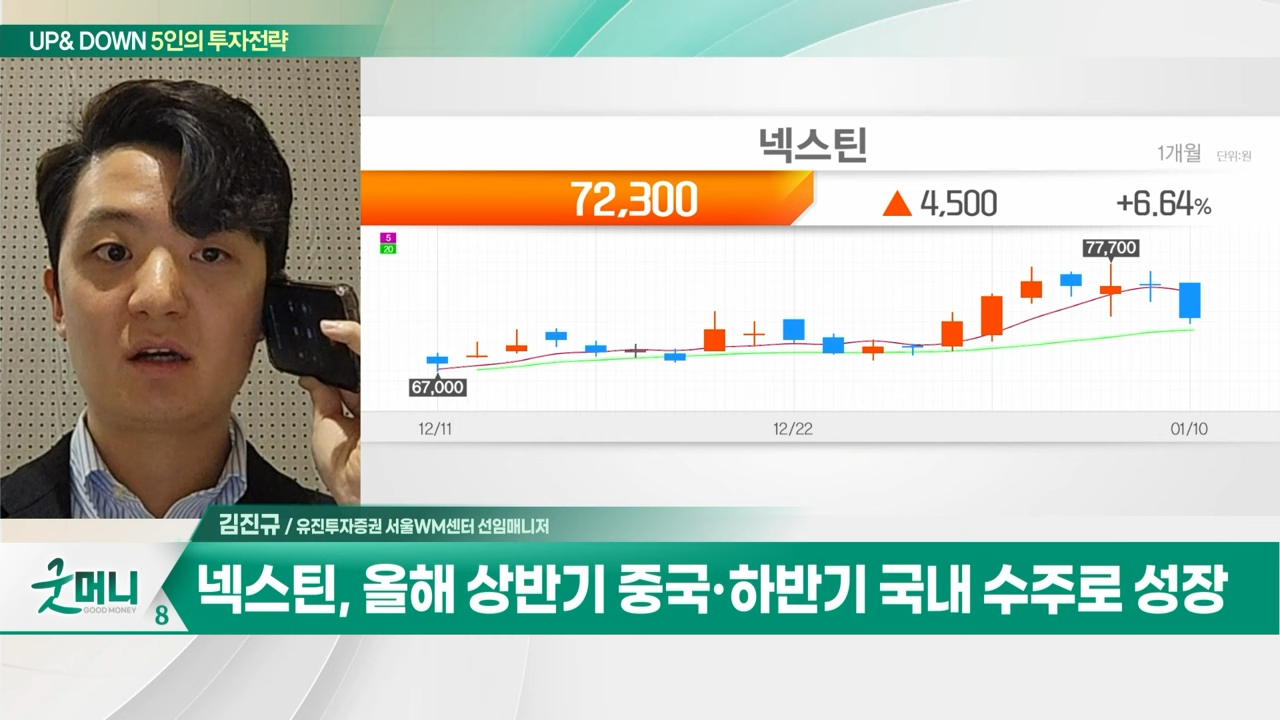 UP& DOWN 5인의 투자전략
넥스틴
1개월 단위:원
72,300 ▲ 4,500 +6.64%
5
20
77,700
67,000
12/11 12/22 01/10
김진규 / 유진투자증권 서울WM센터 선임매니저
굿머니
GOOD MONEY
8
넥스틴, 올해 상반기 중국·하반기 국내 수주로 성장